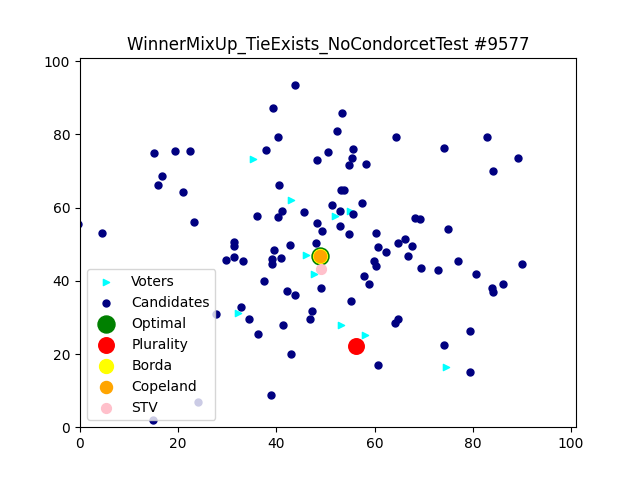 WinnerMixUp_TieExists_NoCondorcetTest #9577
100
80
60
40
20
0
Voters
Candidates
Optimal
Plurality
Borda
Copeland
STV
0 20 40 60 80 100